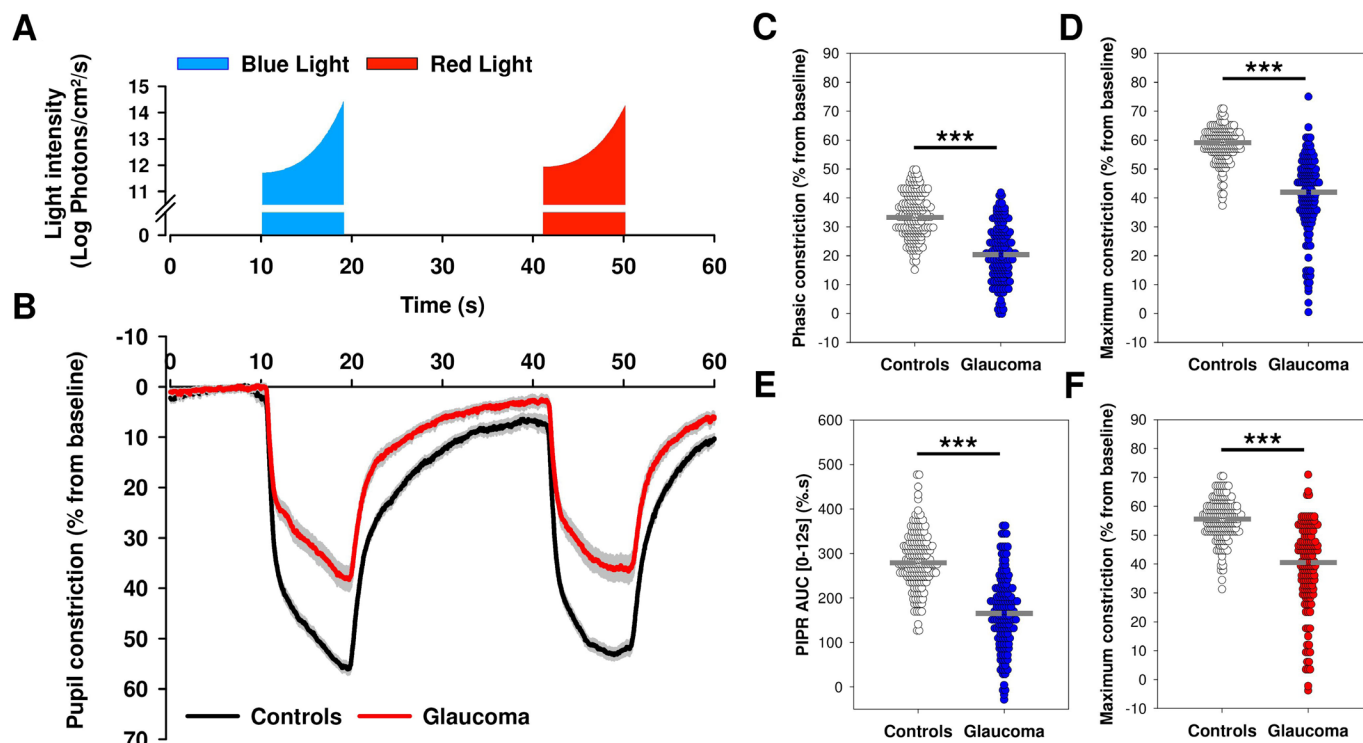 A
Blue Light
Red Light
Light intensity
(Log Photons/cm²/s)
15
14
13
12
11
0
0
10
20
30
40
50
60
Time (s)
B
Pupil constriction (% from baseline)
-10
0
10
20
30
40
50
60
70
0
10
20
30
40
50
60
Controls
Glaucoma
C
Phasic constriction (% from baseline)
90
80
70
60
50
40
30
20
10
0
-10
***
Controls
Glaucoma
D
Maximum constriction (% from baseline)
90
80
70
60
50
40
30
20
10
0
-10
***
Controls
Glaucoma
E
PIPR AUC [0-12s] (%.s)
600
500
400
300
200
100
0
***
Controls
Glaucoma
F
Maximum constriction (% from baseline)
90
80
70
60
50
40
30
20
10
0
-10
***
Controls
Glaucoma